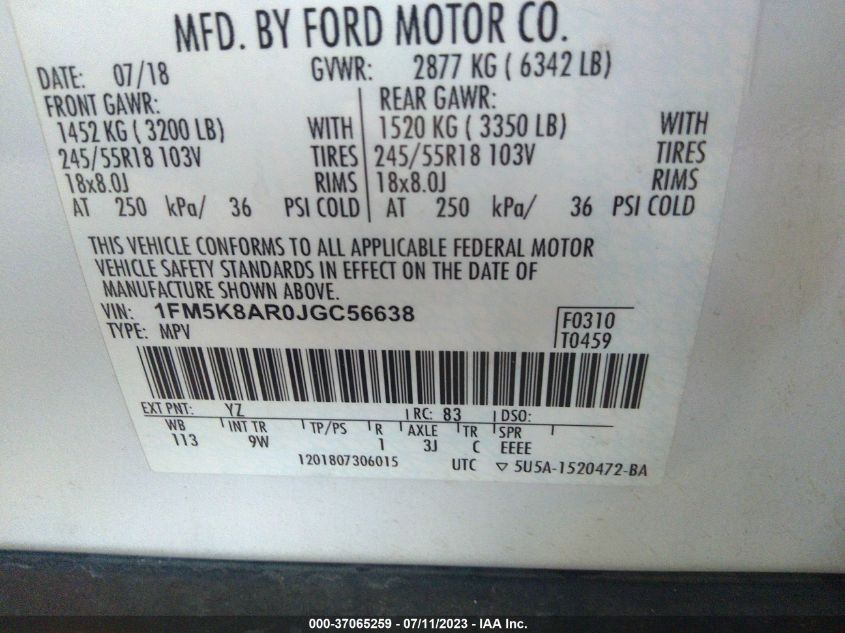 MFD. BY FORD MOTOR CO.
DATE: 07/18 GVWR: 2877 KG ( 6342 LB)
FRONT GAWR: REAR GAWR:
1452 KG ( 3200 LB) WITH 1520 KG ( 3350 LB) WITH
245/55R18 103V TIRES 245/55R18 103V TIRES
18x8.0J RIMS 18x8.0J RIMS
AT 250 kPa/ 36 PSI COLD AT 250 kPa/ 36 PSI COLD
THIS VEHICLE CONFORMS TO ALL APPLICABLE FEDERAL MOTOR
VEHICLE SAFETY STANDARDS IN EFFECT ON THE DATE OF
MANUFACTURE SHOWN ABOVE.
VIN: 1FM5K8AR0JGC56638 F0310
TYPE: MPV T0459
EXT PNT: YZ RC: 83 DSO:
WB INT TR TP/PS R AXLE TR SPR
113 9W 1 3J C EEEE
1201807306015 UTC ▽ 5U5A-1520472-BA
000-37065259 - 07/11/2023 - IAA Inc.